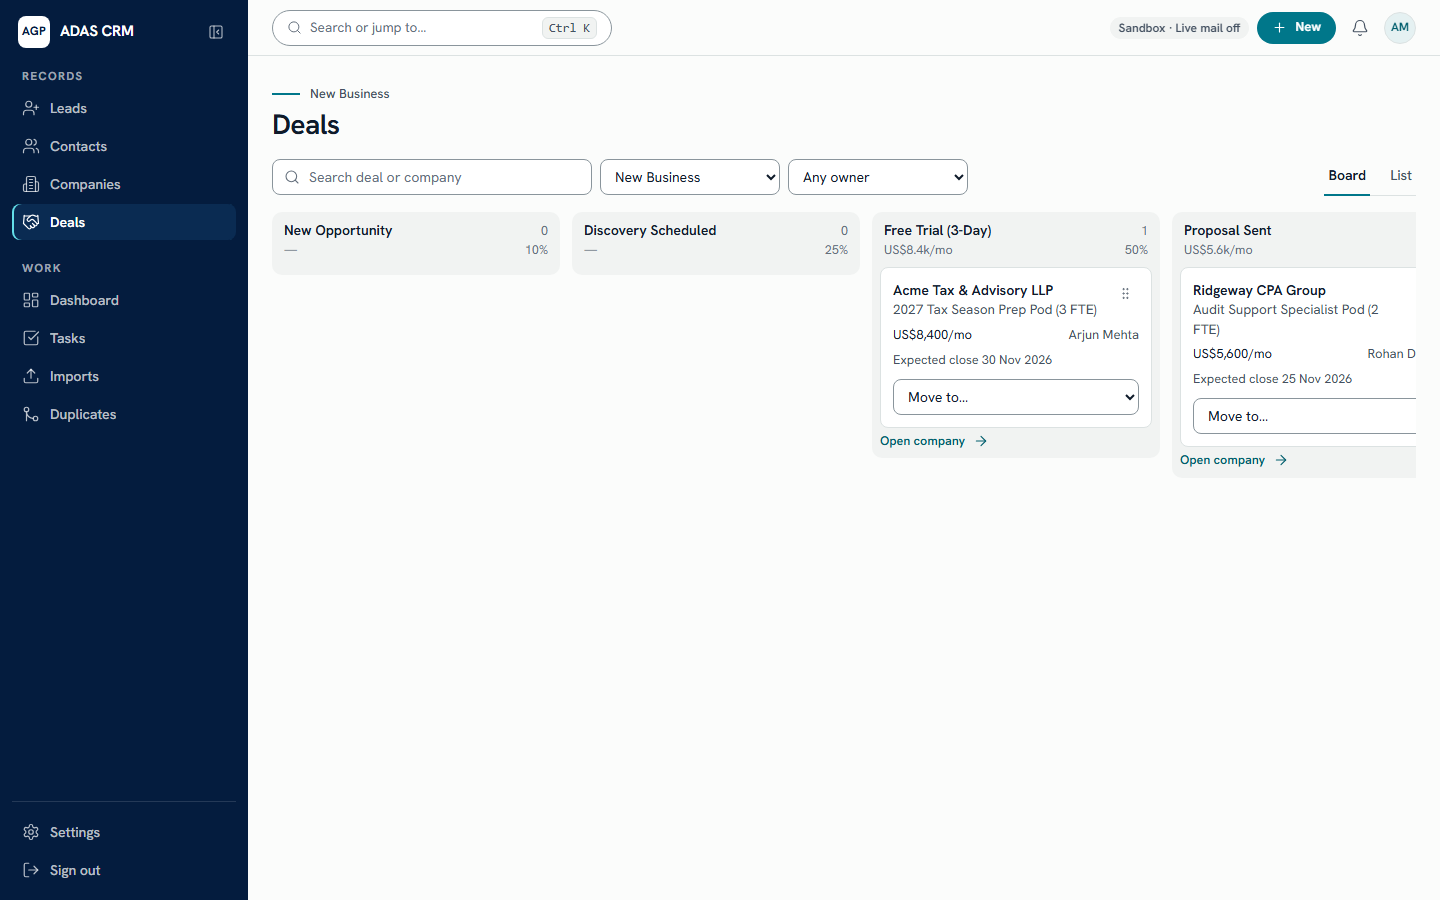 AGP
ADAS CRM
RECORDS
Leads
Contacts
Companies
Deals
WORK
Dashboard
Tasks
Imports
Duplicates
Settings
Sign out
Search or jump to...
Ctrl K
Sandbox · Live mail off
New
AM
New Business
Deals
Search deal or company
New Business
Any owner
Board
List
New Opportunity
0
—
10%
Discovery Scheduled
0
—
25%
Free Trial (3-Day)
1
US$8.4k/mo
50%
Acme Tax & Advisory LLP
2027 Tax Season Prep Pod (3 FTE)
US$8,400/mo
Arjun Mehta
Expected close 30 Nov 2026
Move to...
Open company
Proposal Sent
US$5.6k/mo
Ridgeway CPA Group
Audit Support Specialist Pod (2
FTE)
US$5,600/mo
Rohan D
Expected close 25 Nov 2026
Move to...
Open company